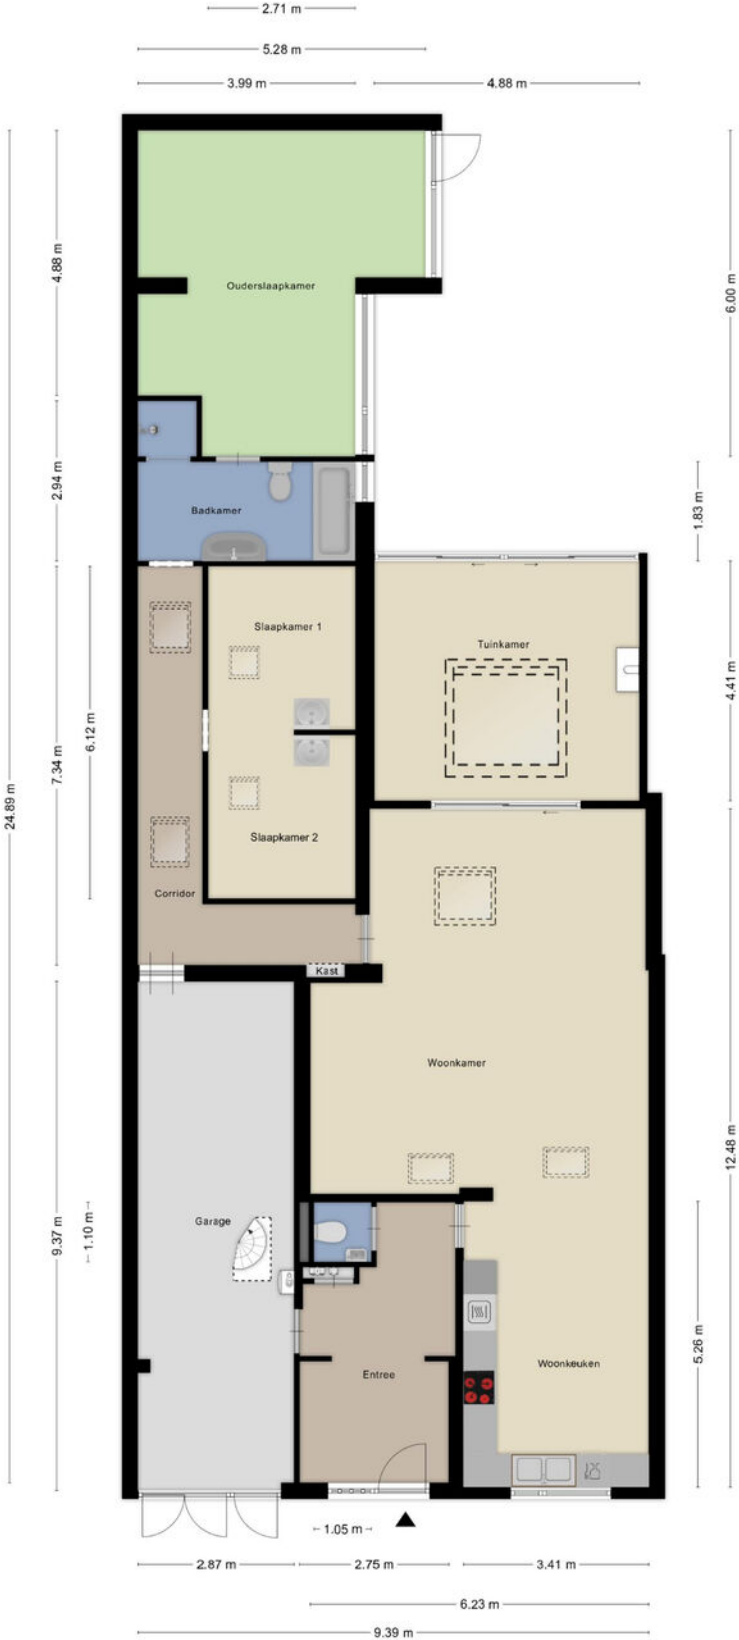 2.71 m
5.28 m
3.99 m
4.88 m
4.88 m
Ouderslaapkamer
6.00 m
2.94 m
Badkamer
1.83 m
Slaapkamer 1
Tuinkamer
4.41 m
6.12 m
7.34 m
24.89 m
Slaapkamer 2
Corridor
Kast
Woonkamer
12.48 m
Garage
9.37 m
1.10 m
5.26 m
Woonkeuken
Entree
1.05 m
2.87 m
2.75 m
3.41 m
6.23 m
9.39 m